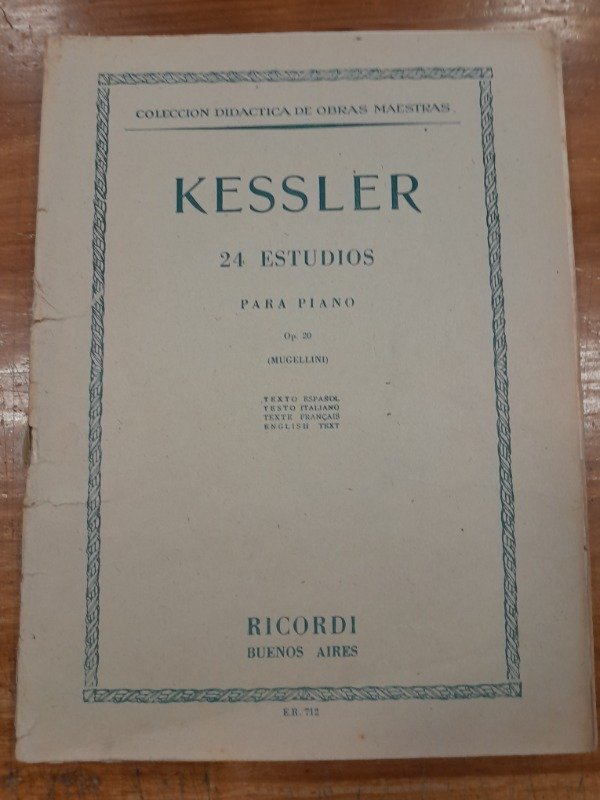 COLECCION DIDACTICA DE OBRAS MAESTRAS
KESSLER
24 ESTUDIOS
PARA PIANO
Op. 20
(MUGELLINI)
TEXTO ESPAÑOL
TESTO ITALIANO
TEXTE FRANÇAIS
ENGLISH TEXT
RICORDI
BUENOS AIRES
E.R. 712